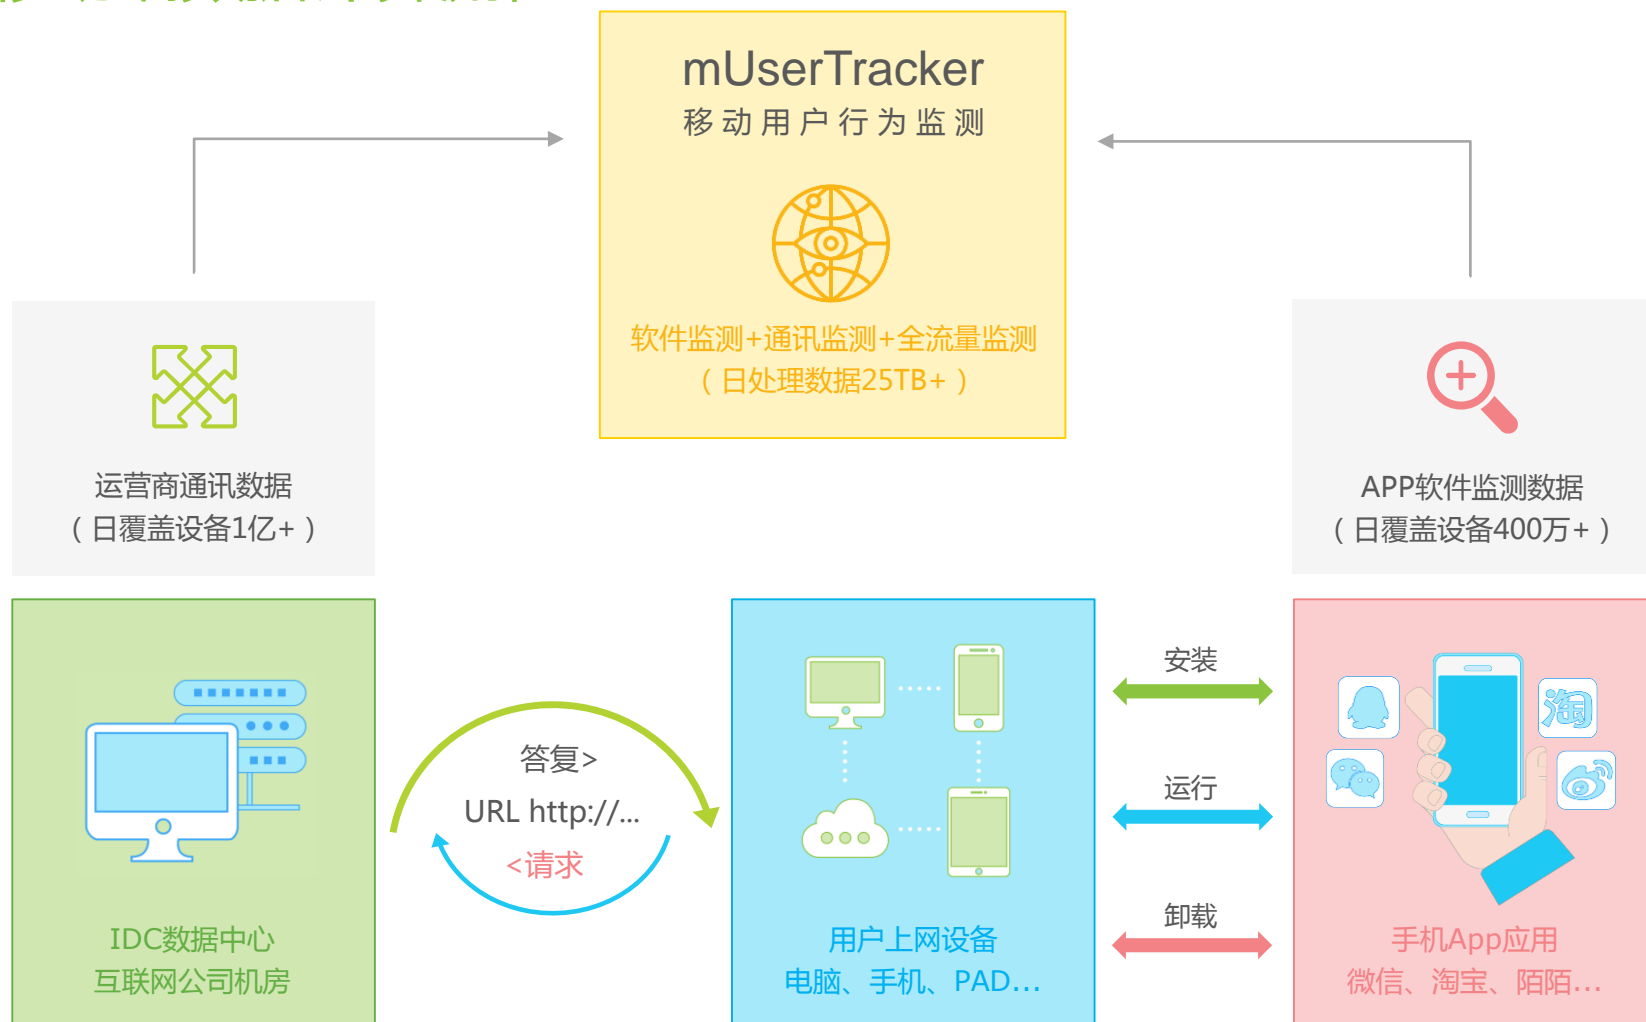 mUserTracker
移动用户行为监测
软件监测+通讯监测+全流量监测
（日处理数据25TB+）
运营商通讯数据
（日覆盖设备1亿+）
APP软件监测数据
（日覆盖设备400万+）
答复>
URL http://...
<请求
安装
运行
卸载
淘
IDC数据中心
互联网公司机房
用户上网设备
电脑、手机、PAD...
手机App应用
微信、淘宝、陌陌...